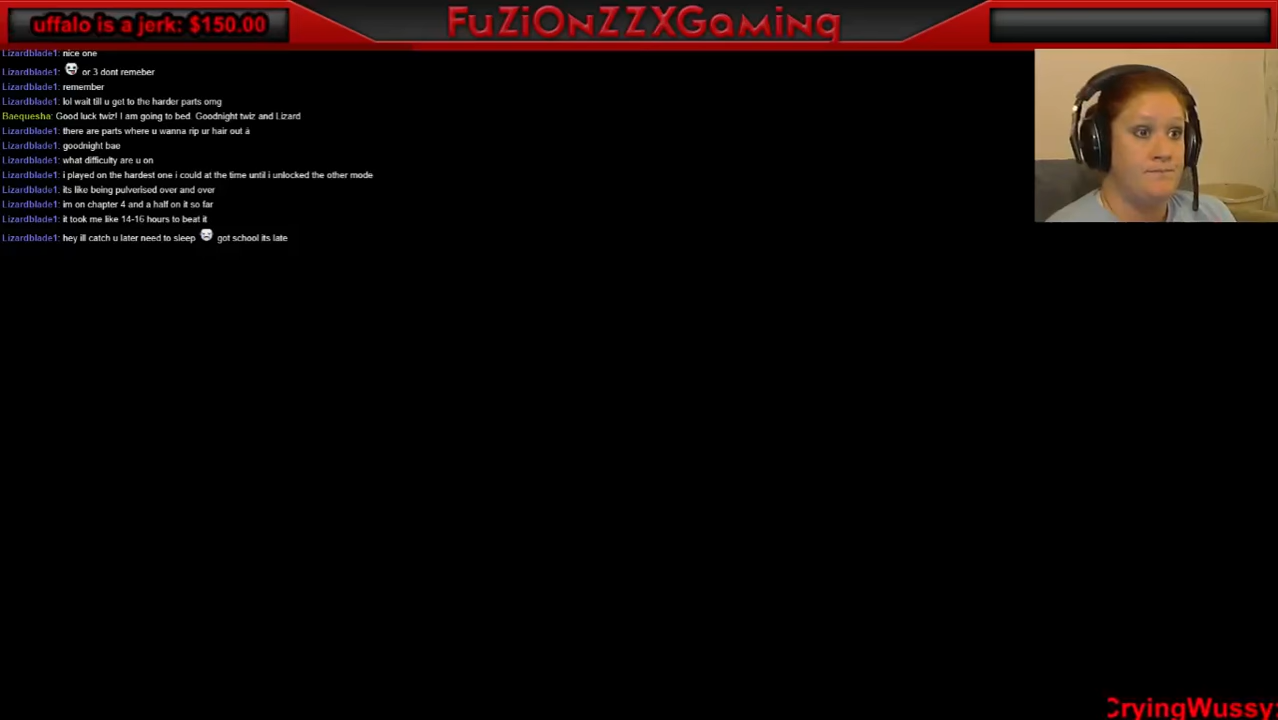 uffalo is a jerk: $150.00
FuZiOnZZXGaming
Lizardblade1: nice one
Lizardblade1: or 3 dont remeber
Lizardblade1: remember
Lizardblade1: lol wait till u get to the harder parts omg
Baequesha: Good luck twiz! I am going to bed. Goodnight twiz and Lizard
Lizardblade1: there are parts where u wanna rip ur hair out á
Lizardblade1: goodnight bae
Lizardblade1: what difficulty are u on
Lizardblade1: i played on the hardest one i could at the time until i unlocked the other mode
Lizardblade1: its like being pulverised over and over
Lizardblade1: im on chapter 4 and a half on it so far
Lizardblade1: it took me like 14-16 hours to beat it
Lizardblade1: hey ill catch u later need to sleep got school its late
CryingWussy: